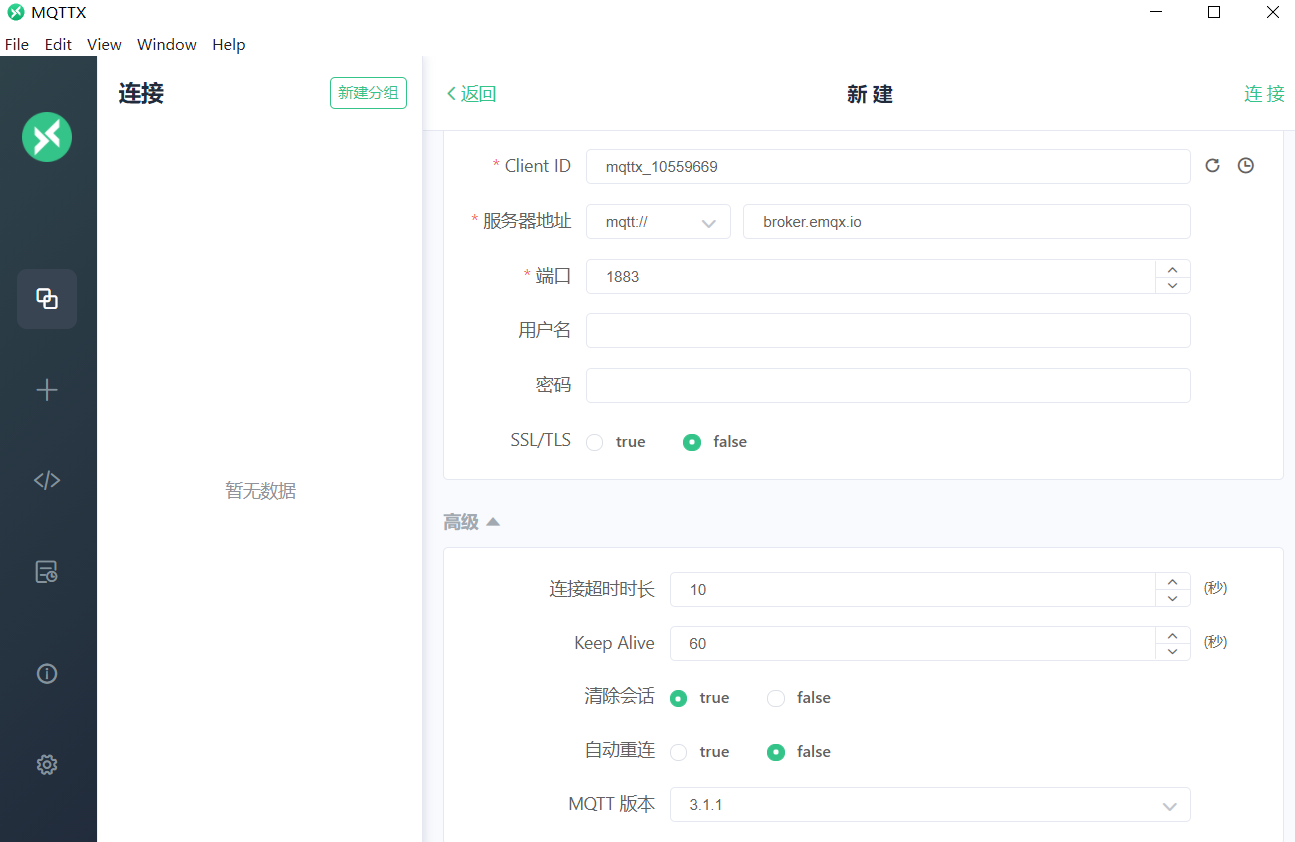 MQTTX
File Edit View Window Help
连接 新建分组
返回 新建 连接
* Client ID mqttx_10559669
* 服务器地址 mqtt:// broker.emqx.io
* 端口 1883
用户名
密码
SSL/TLS true false
暂无数据
高级
连接超时时长 10 (秒)
Keep Alive 60 (秒)
清除会话 true false
自动重连 true false
MQTT 版本 3.1.1